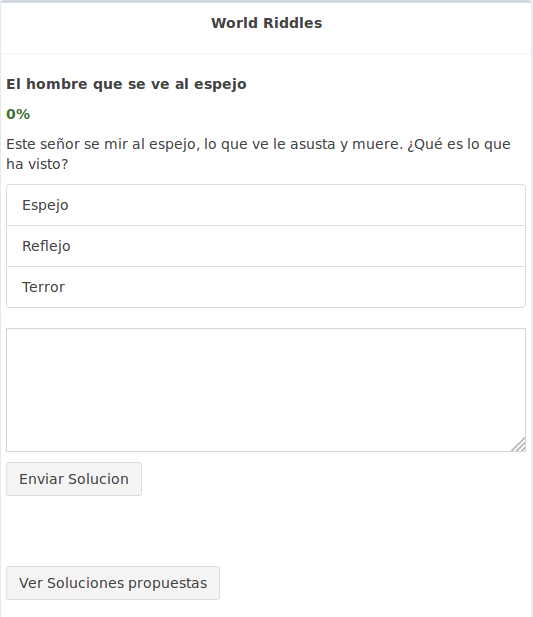 World Riddles
El hombre que se ve al espejo
0%
Este señor se mir al espejo, lo que ve le asusta y muere. ¿Qué es lo que
ha visto?
Espejo
Reflejo
Terror
Enviar Solucion
Ver Soluciones propuestas